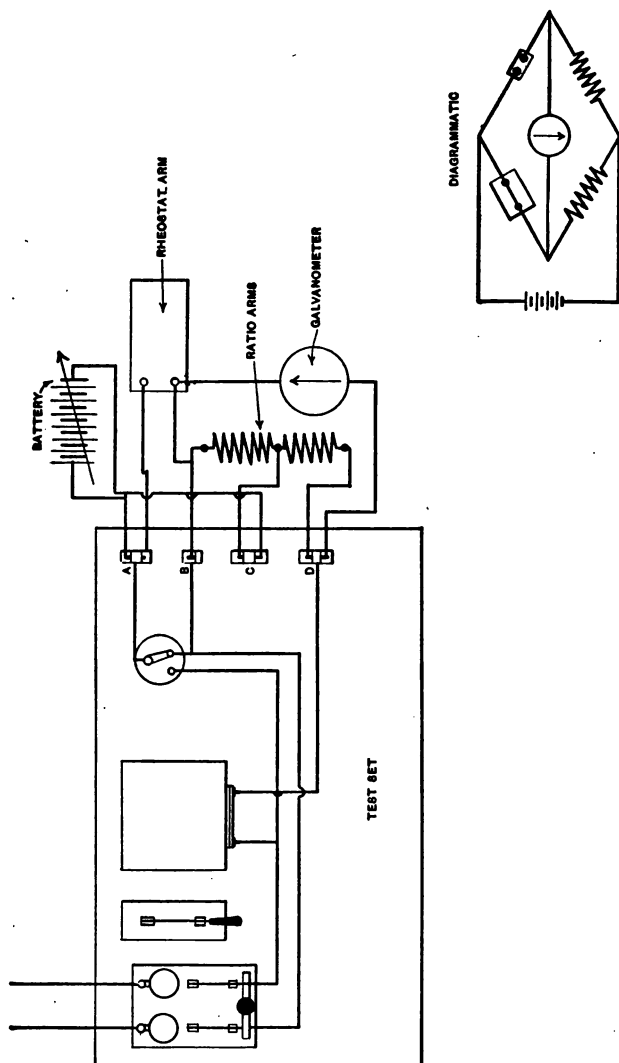 BATTERY
RHEOSTAT ARM
RATIO ARMS
GALVANOMETER
A
B
C
D
TEST SET
DIAGRAMMATIC